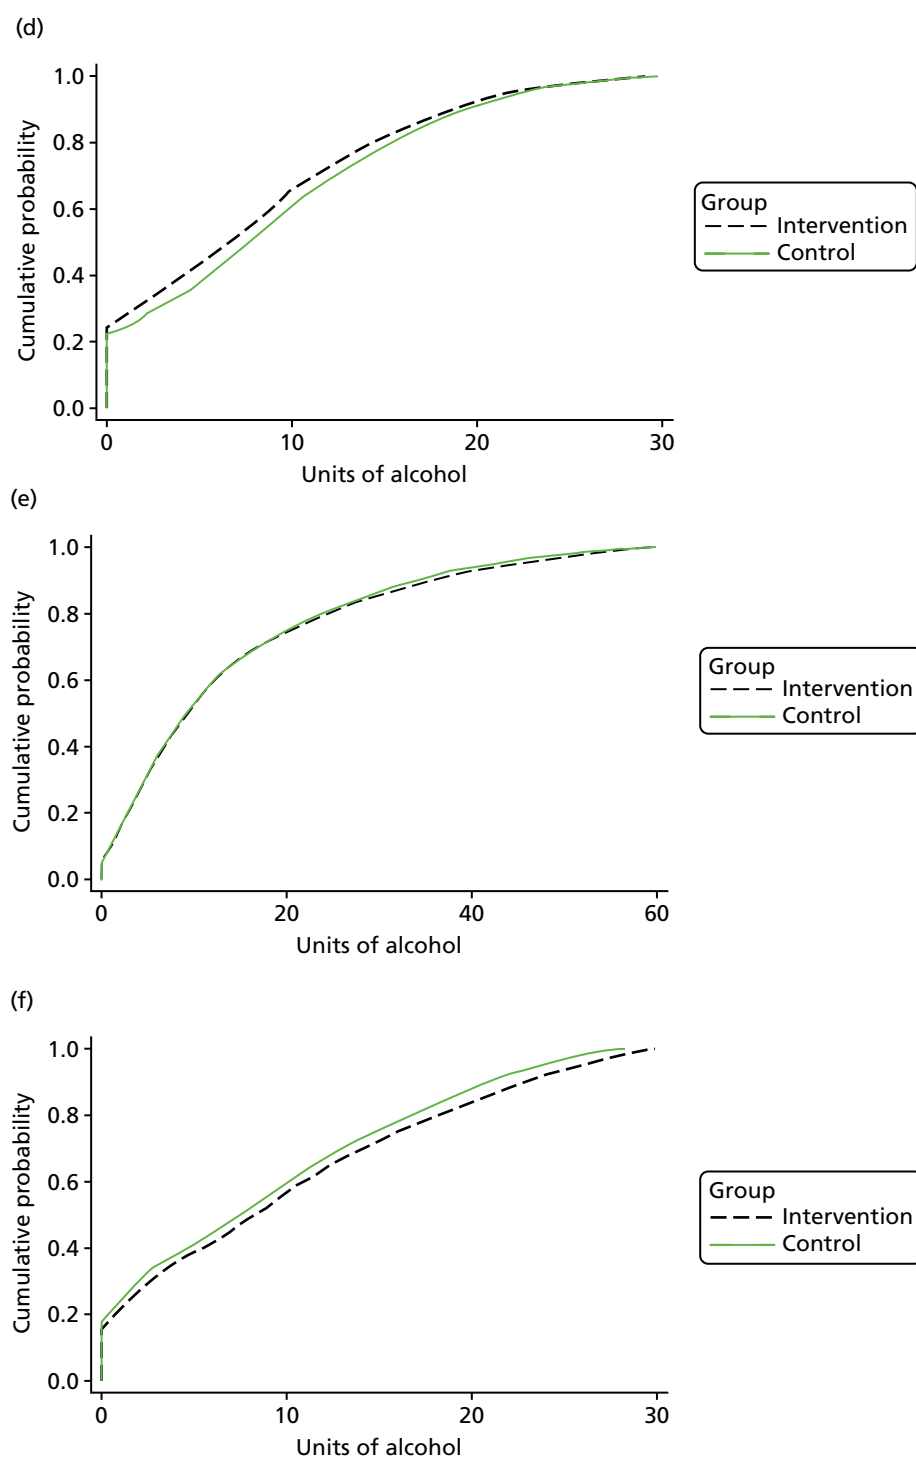 (d)
1.0
0.8
0.6
0.4
0.2
0.0
Cumulative probability
0 10 20 30
Units of alcohol
Group
Intervention
Control
(e)
1.0
0.8
0.6
0.4
0.2
0.0
Cumulative probability
0 20 40 60
Units of alcohol
Group
Intervention
Control
(f)
1.0
0.8
0.6
0.4
0.2
0.0
Cumulative probability
0 10 20 30
Units of alcohol
Group
Intervention
Control